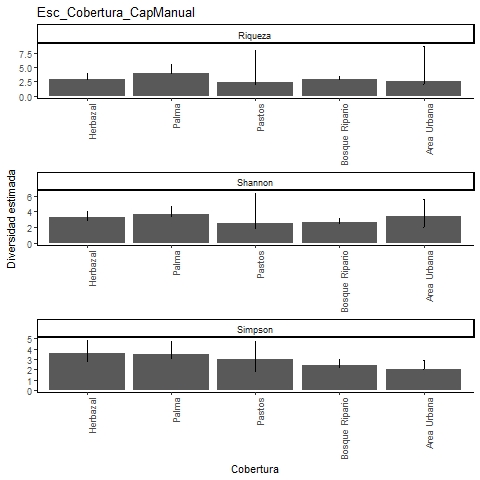 Esc_Cobertura_CapManual
Riqueza
7.5
5.0
2.5
0.0
Herbazal
Palma
Pastos
Bosque Ripario
Area Urbana
Diversidad estimada
Shannon
6
4
2
0
Herbazal
Palma
Pastos
Bosque Ripario
Area Urbana
Simpson
5
4
3
2
1
0
Herbazal
Palma
Pastos
Bosque Ripario
Area Urbana
Cobertura